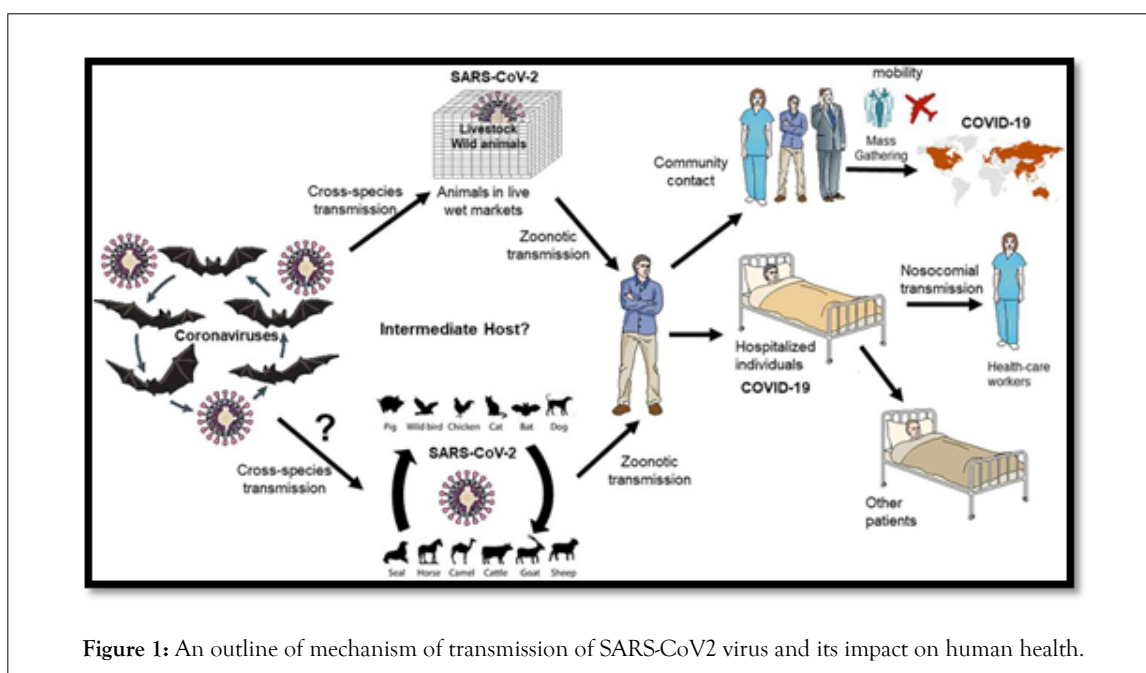 SARS-CoV-2
Livestock
Wild animals
Animals in live
wet markets
Cross-species
transmission
Zoonotic
transmission
Coronaviruses
Intermediate Host?
Pig Wild bird Chicken Cat Bat Dog
SARS-CoV-2
Seal Horse Camel Cattle Goat Sheep
?
Cross-species
transmission
Zoonotic
transmission
Community
contact
mobility
Mass
Gathering
COVID-19
Hospitalized
individuals
COVID-19
Nosocomial
transmission
Health-care
workers
Other
patients
Figure 1: An outline of mechanism of transmission of SARS-CoV2 virus and its impact on human health.